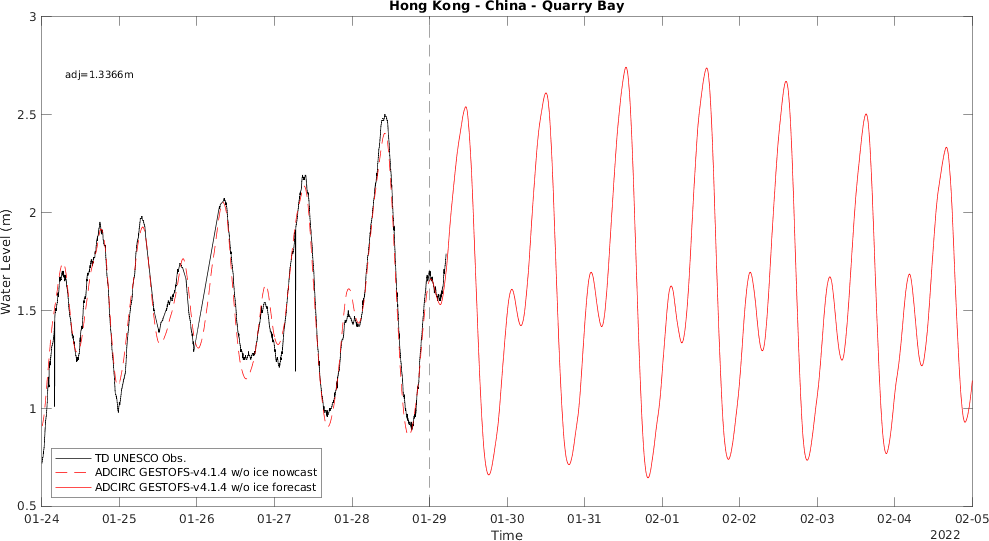 Hong Kong - China - Quarry Bay
3
adj=1.3366m
2.5
2
Water Level (m)
1.5
1
TD UNESCO Obs.
ADCIRC GESTOFS-v4.1.4 w/o ice nowcast
ADCIRC GESTOFS-v4.1.4 w/o ice forecast
0.5
01-24 01-25 01-26 01-27 01-28 01-29 01-30 01-31 02-01 02-02 02-03 02-04 02-05
Time 2022